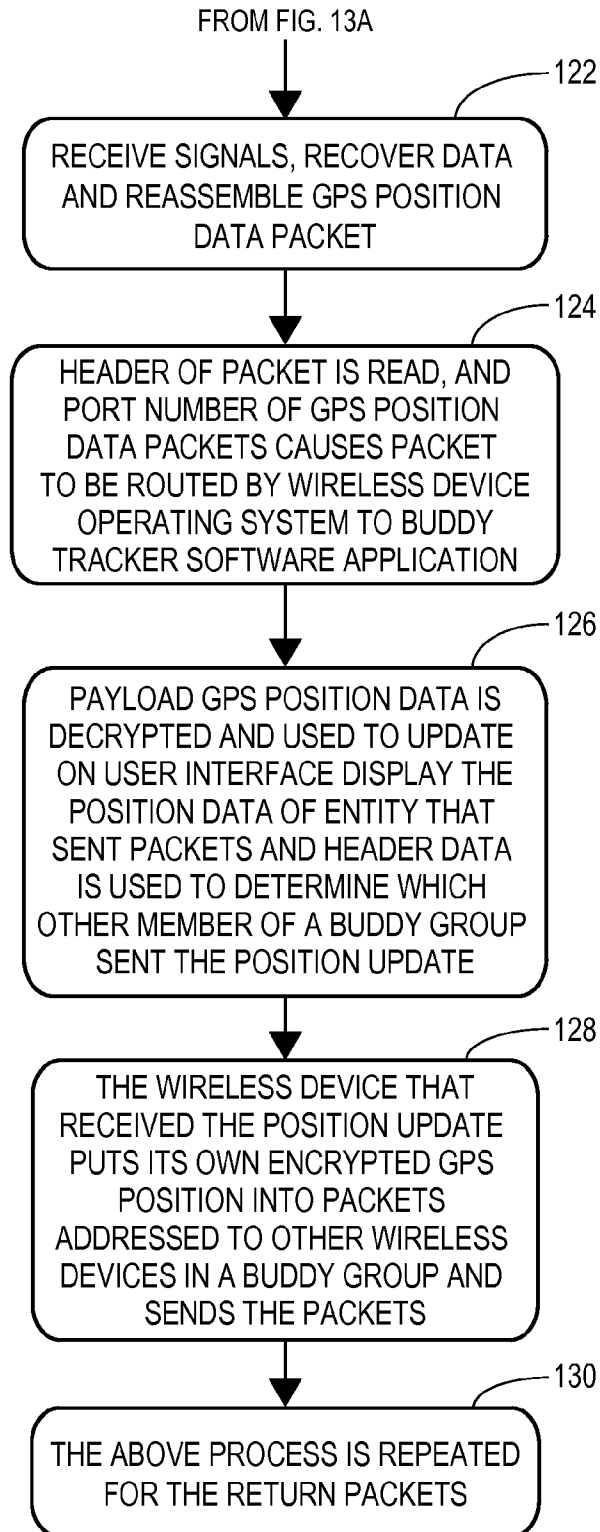 FROM FIG. 13A
122
RECEIVE SIGNALS, RECOVER DATA
AND REASSEMBLE GPS POSITION
DATA PACKET
124
HEADER OF PACKET IS READ, AND
PORT NUMBER OF GPS POSITION
DATA PACKETS CAUSES PACKET
TO BE ROUTED BY WIRELESS DEVICE
OPERATING SYSTEM TO BUDDY
TRACKER SOFTWARE APPLICATION
126
PAYLOAD GPS POSITION DATA IS
DECRYPTED AND USED TO UPDATE
ON USER INTERFACE DISPLAY THE
POSITION DATA OF ENTITY THAT
SENT PACKETS AND HEADER DATA
IS USED TO DETERMINE WHICH
OTHER MEMBER OF A BUDDY GROUP
SENT THE POSITION UPDATE
128
THE WIRELESS DEVICE THAT
RECEIVED THE POSITION UPDATE
PUTS ITS OWN ENCRYPTED GPS
POSITION INTO PACKETS
ADDRESSED TO OTHER WIRELESS
DEVICES IN A BUDDY GROUP AND
SENDS THE PACKETS
130
THE ABOVE PROCESS IS REPEATED
FOR THE RETURN PACKETS